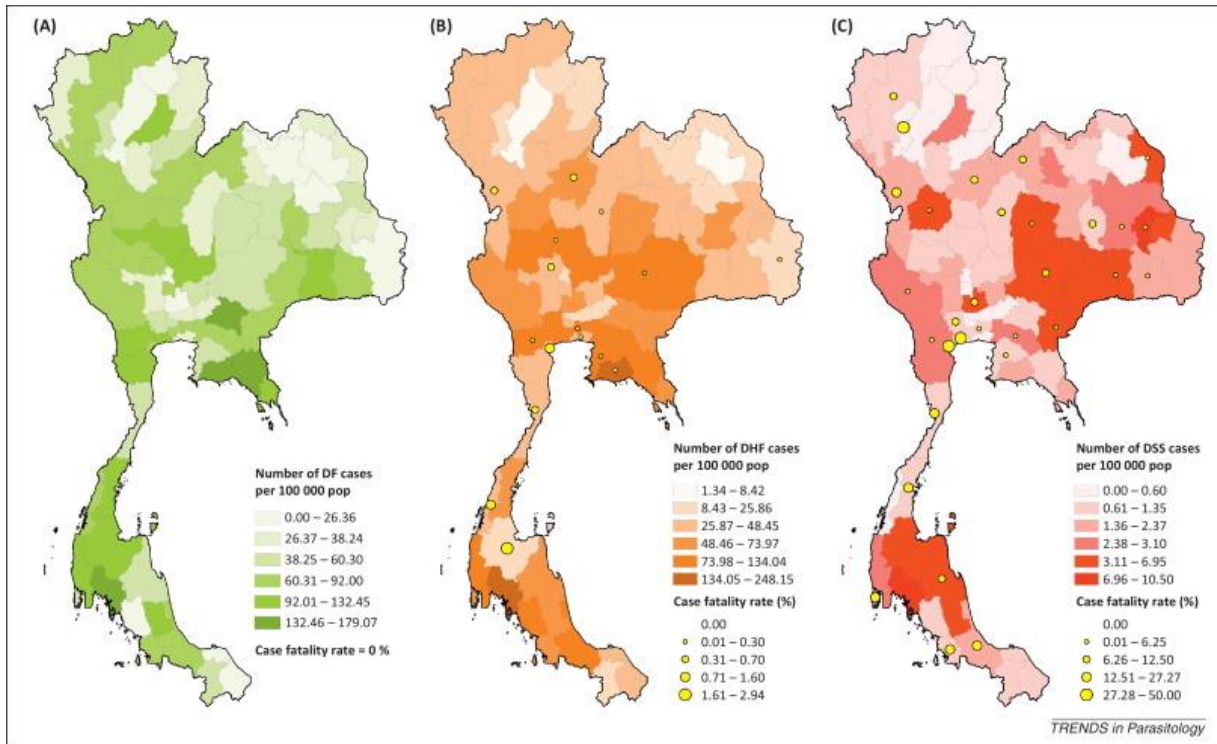 (A)
Number of DF cases
per 100 000 pop
0.00 – 26.36
26.37 – 38.24
38.25 – 60.30
60.31 – 92.00
92.01 – 132.45
132.46 – 179.07
Case fatality rate = 0 %
(B)
Number of DHF cases
per 100 000 pop
1.34 – 8.42
8.43 – 25.86
25.87 – 48.45
48.46 – 73.97
73.98 – 134.04
134.05 – 248.15
Case fatality rate (%)
0.00
0.01 – 0.30
0.31 – 0.70
0.71 – 1.60
1.61 – 2.94
(C)
Number of DSS cases
per 100 000 pop
0.00 – 0.60
0.61 – 1.35
1.36 – 2.37
2.38 – 3.10
3.11 – 6.95
6.96 – 10.50
Case fatality rate (%)
0.00
0.01 – 6.25
6.26 – 12.50
12.51 – 27.27
27.28 – 50.00
TRENDS in Parasitology